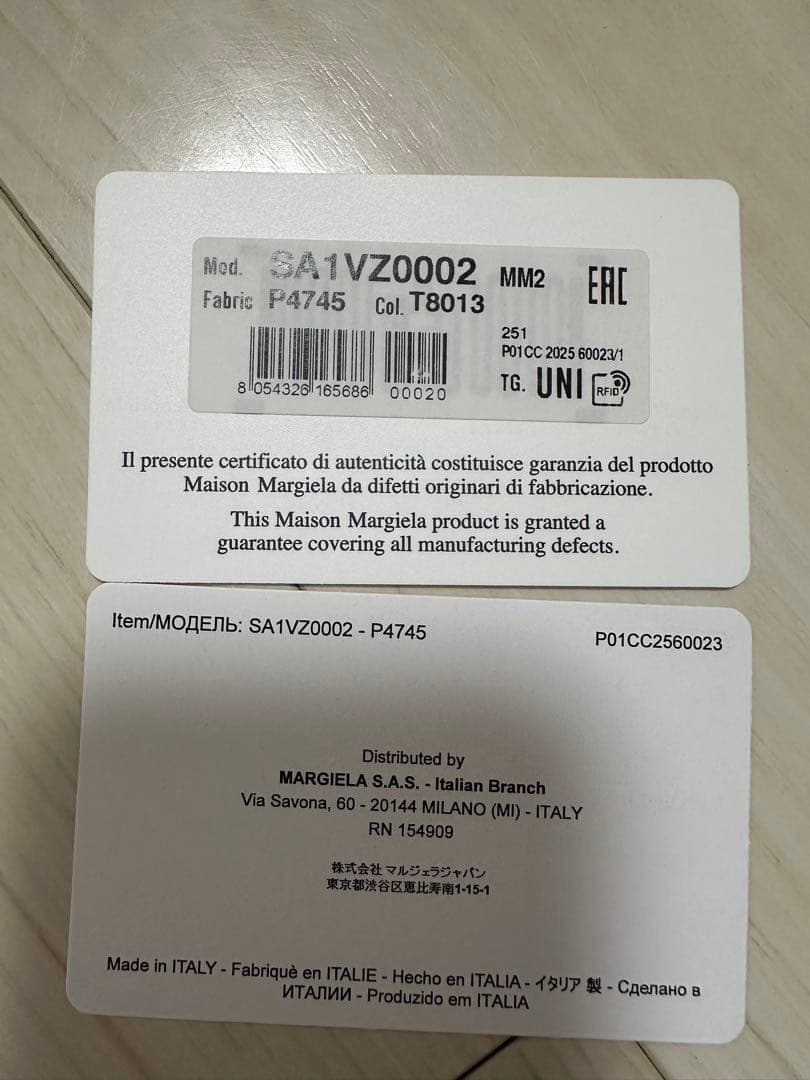 Mod. SA1VZ0002 MM2 EAC
Fabric P4745 Col. T8013
251
P01CC 2025 60023/1
8 054326 165686 00020
TG. UNI RFID
Il presente certificato di autenticità costituisce garanzia del prodotto
Maison Margiela da difetti originari di fabbricazione.
This Maison Margiela product is granted a
guarantee covering all manufacturing defects.
Item/МОДЕЛЬ: SA1VZ0002 - P4745
P01CC2560023
Distributed by
MARGIELA S.A.S. - Italian Branch
Via Savona, 60 - 20144 MILANO (MI) - ITALY
RN 154909
株式会社 マルジェラジャパン
東京都渋谷区恵比寿南1-15-1
Made in ITALY - Fabriquè en ITALIE - Hecho en ITALIA - イタリア 製 - Сделано в
ИТАЛИИ - Produzido em ITALIA